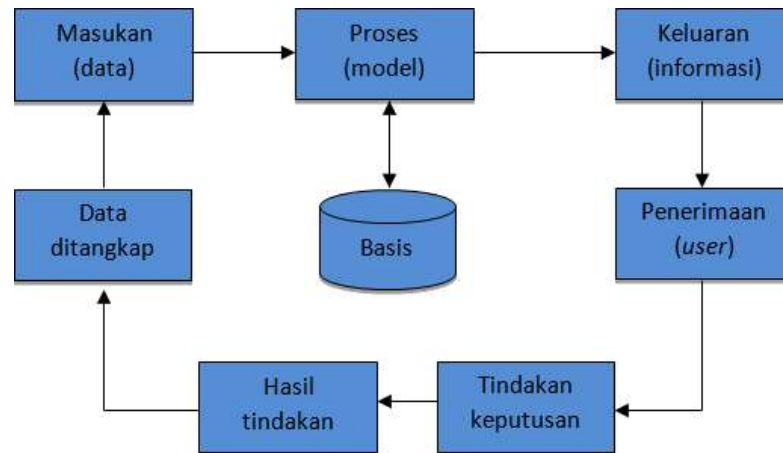 Masukan
(data)
Proses
(model)
Keluaran
(informasi)
Data
ditangkap
Basis
Penerimaan
(user)
Hasil
tindakan
Tindakan
keputusan